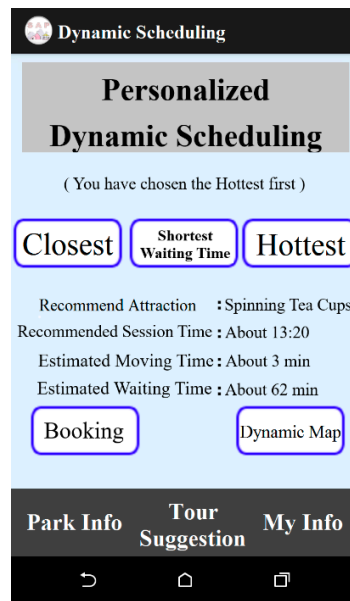 Dynamic Scheduling
Personalized
Dynamic Scheduling
( You have chosen the Hottest first )
Closest
Shortest
Waiting Time
Hottest
Recommend Attraction : Spinning Tea Cups
Recommended Session Time : About 13:20
Estimated Moving Time : About 3 min
Estimated Waiting Time : About 62 min
Booking
Dynamic Map
Park Info
Tour
Suggestion
My Info